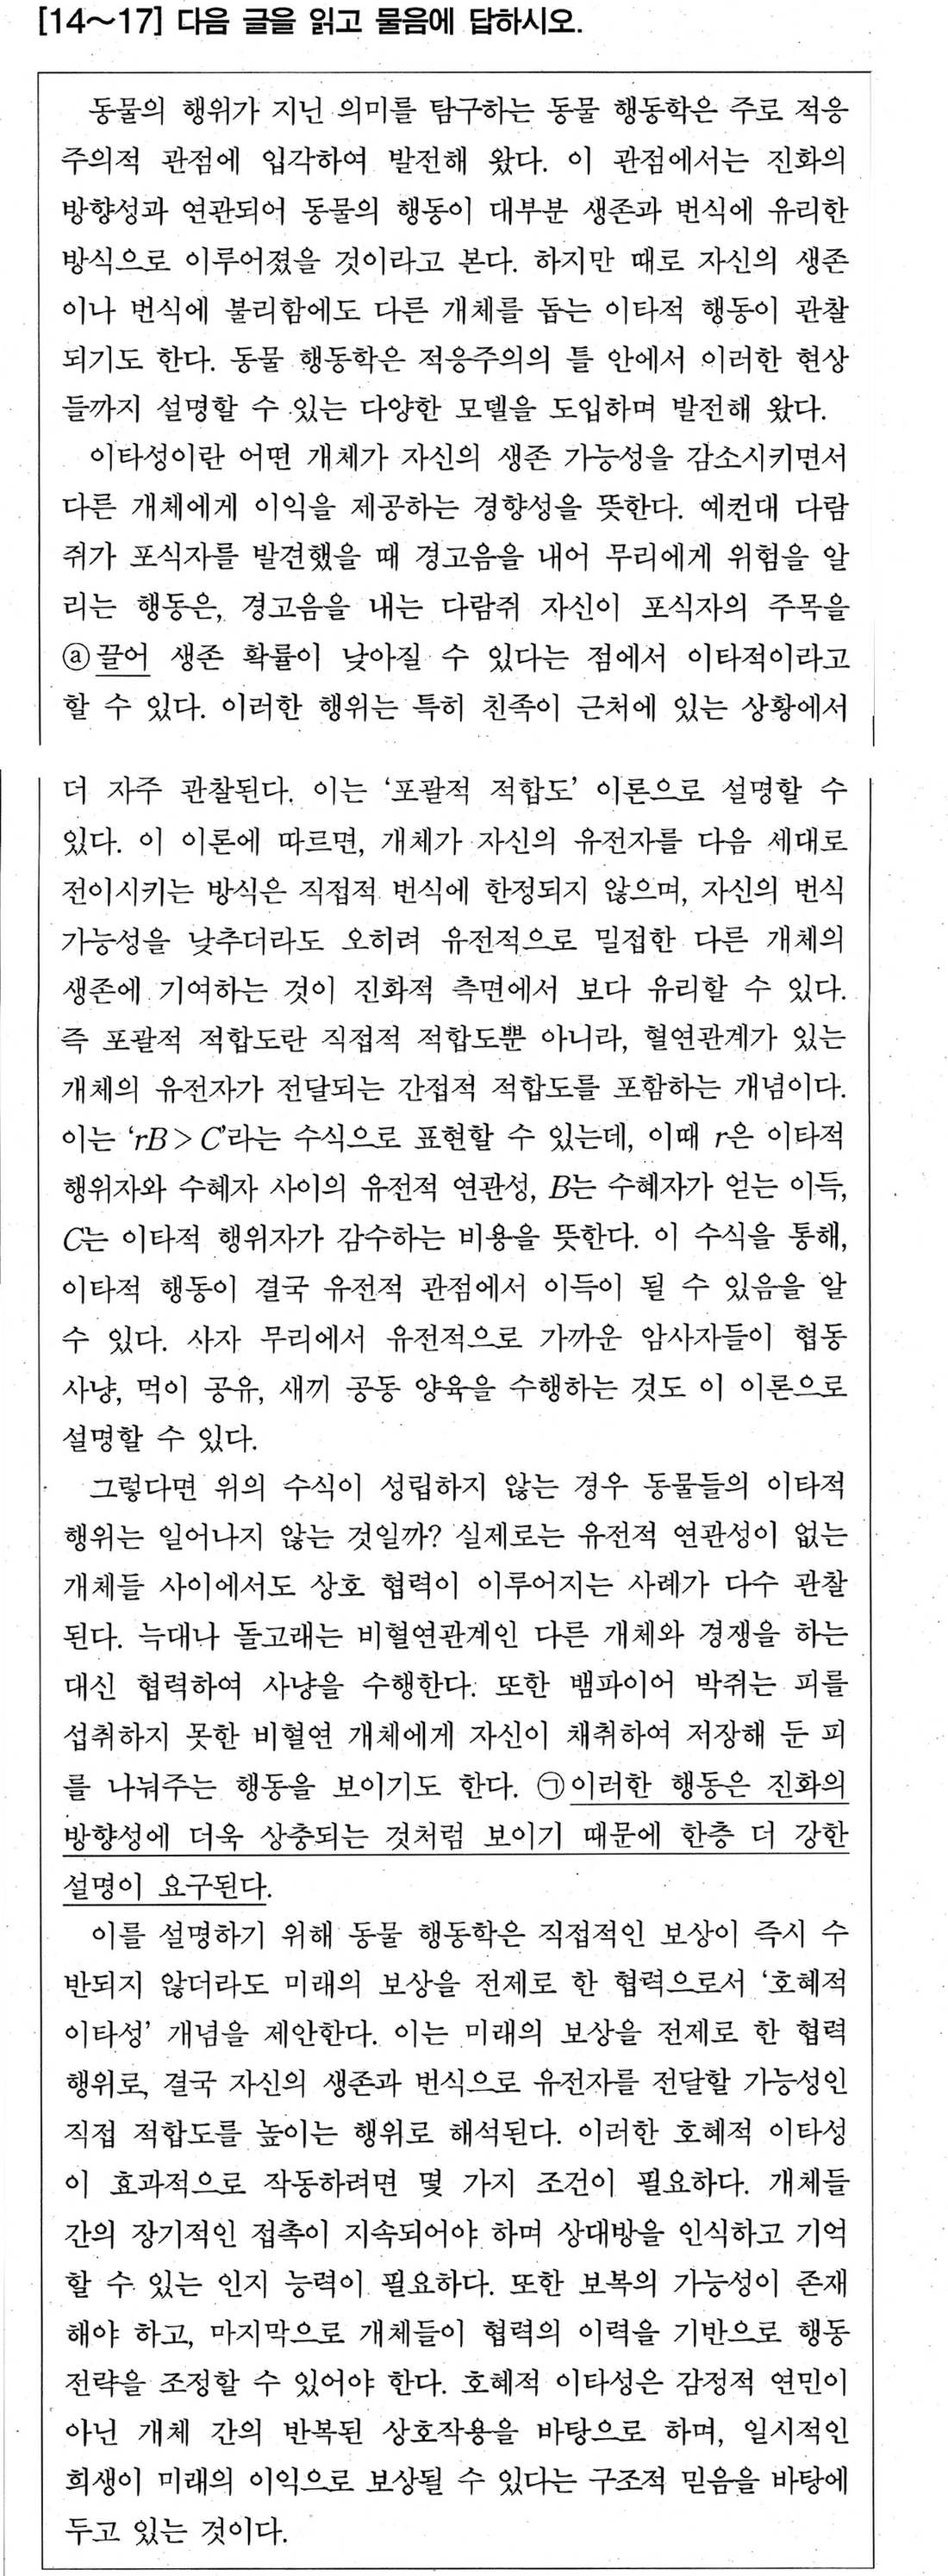 [14~17] 다음 글을 읽고 물음에 답하시오.
동물의 행위가 지닌 의미를 탐구하는 동물 행동학은 주로 적응
주의적 관점에 입각하여 발전해 왔다. 이 관점에서는 진화의
방향성과 연관되어 동물의 행동이 대부분 생존과 번식에 유리한
방식으로 이루어졌을 것이라고 본다. 하지만 때로 자신의 생존
이나 번식에 불리함에도 다른 개체를 돕는 이타적 행동이 관찰
되기도 한다. 동물 행동학은 적응주의의 틀 안에서 이러한 현상
들까지 설명할 수 있는 다양한 모델을 도입하며 발전해 왔다.
이타성이란 어떤 개체가 자신의 생존 가능성을 감소시키면서
다른 개체에게 이익을 제공하는 경향성을 뜻한다. 예컨대 다람
쥐가 포식자를 발견했을 때 경고음을 내어 무리에게 위험을 알
리는 행동은, 경고음을 내는 다람쥐 자신이 포식자의 주목을
ⓐ끌어 생존 확률이 낮아질 수 있다는 점에서 이타적이라고
할 수 있다. 이러한 행위는 특히 친족이 근처에 있는 상황에서
더 자주 관찰된다. 이는 ‘포괄적 적합도’ 이론으로 설명할 수
있다. 이 이론에 따르면, 개체가 자신의 유전자를 다음 세대로
전이시키는 방식은 직접적 번식에 한정되지 않으며, 자신의 번식
가능성을 낮추더라도 오히려 유전적으로 밀접한 다른 개체의
생존에 기여하는 것이 진화적 측면에서 보다 유리할 수 있다.
즉 포괄적 적합도란 직접적 적합도뿐 아니라, 혈연관계가 있는
개체의 유전자가 전달되는 간접적 적합도를 포함하는 개념이다.
이는 ‘rB > C’라는 수식으로 표현할 수 있는데, 이때 r은 이타적
행위자와 수혜자 사이의 유전적 연관성, B는 수혜자가 얻는 이득,
C는 이타적 행위자가 감수하는 비용을 뜻한다. 이 수식을 통해,
이타적 행동이 결국 유전적 관점에서 이득이 될 수 있음을 알
수 있다. 사자 무리에서 유전적으로 가까운 암사자들이 협동
사냥, 먹이 공유, 새끼 공동 양육을 수행하는 것도 이 이론으로
설명할 수 있다.
그렇다면 위의 수식이 성립하지 않는 경우 동물들의 이타적
행위는 일어나지 않는 것일까? 실제로는 유전적 연관성이 없는
개체들 사이에서도 상호 협력이 이루어지는 사례가 다수 관찰
된다. 늑대나 돌고래는 비혈연관계인 다른 개체와 경쟁을 하는
대신 협력하여 사냥을 수행한다. 또한 뱀파이어 박쥐는 피를
섭취하지 못한 비혈연 개체에게 자신이 채취하여 저장해 둔 피
를 나눠주는 행동을 보이기도 한다. ㉠이러한 행동은 진화의
방향성에 더욱 상충되는 것처럼 보이기 때문에 한층 더 강한
설명이 요구된다.
이를 설명하기 위해 동물 행동학은 직접적인 보상이 즉시 수
반되지 않더라도 미래의 보상을 전제로 한 협력으로서 ‘호혜적
이타성’ 개념을 제안한다. 이는 미래의 보상을 전제로 한 협력
행위로, 결국 자신의 생존과 번식으로 유전자를 전달할 가능성인
직접 적합도를 높이는 행위로 해석된다. 이러한 호혜적 이타성
이 효과적으로 작동하려면 몇 가지 조건이 필요하다. 개체들
간의 장기적인 접촉이 지속되어야 하며 상대방을 인식하고 기억
할 수 있는 인지 능력이 필요하다. 또한 보복의 가능성이 존재
해야 하고, 마지막으로 개체들이 협력의 이력을 기반으로 행동
전략을 조정할 수 있어야 한다. 호혜적 이타성은 감정적 연민이
아닌 개체 간의 반복된 상호작용을 바탕으로 하며, 일시적인
희생이 미래의 이익으로 보상될 수 있다는 구조적 믿음을 바탕에
두고 있는 것이다.